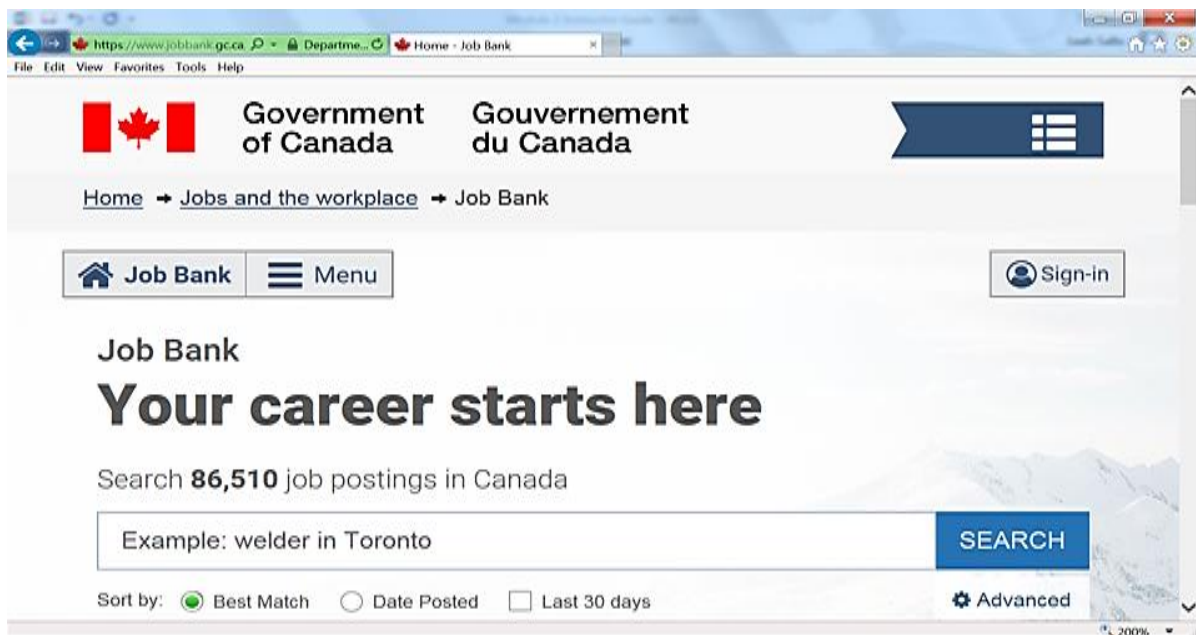 https://www.jobbank.gc.ca Departme... Home - Job Bank
File Edit View Favorites Tools Help
Government Gouvernement
of Canada du Canada
Home → Jobs and the workplace → Job Bank
Job Bank Menu Sign-in
Job Bank
Your career starts here
Search 86,510 job postings in Canada
Example: welder in Toronto SEARCH
Sort by: Best Match Date Posted Last 30 days Advanced
200%